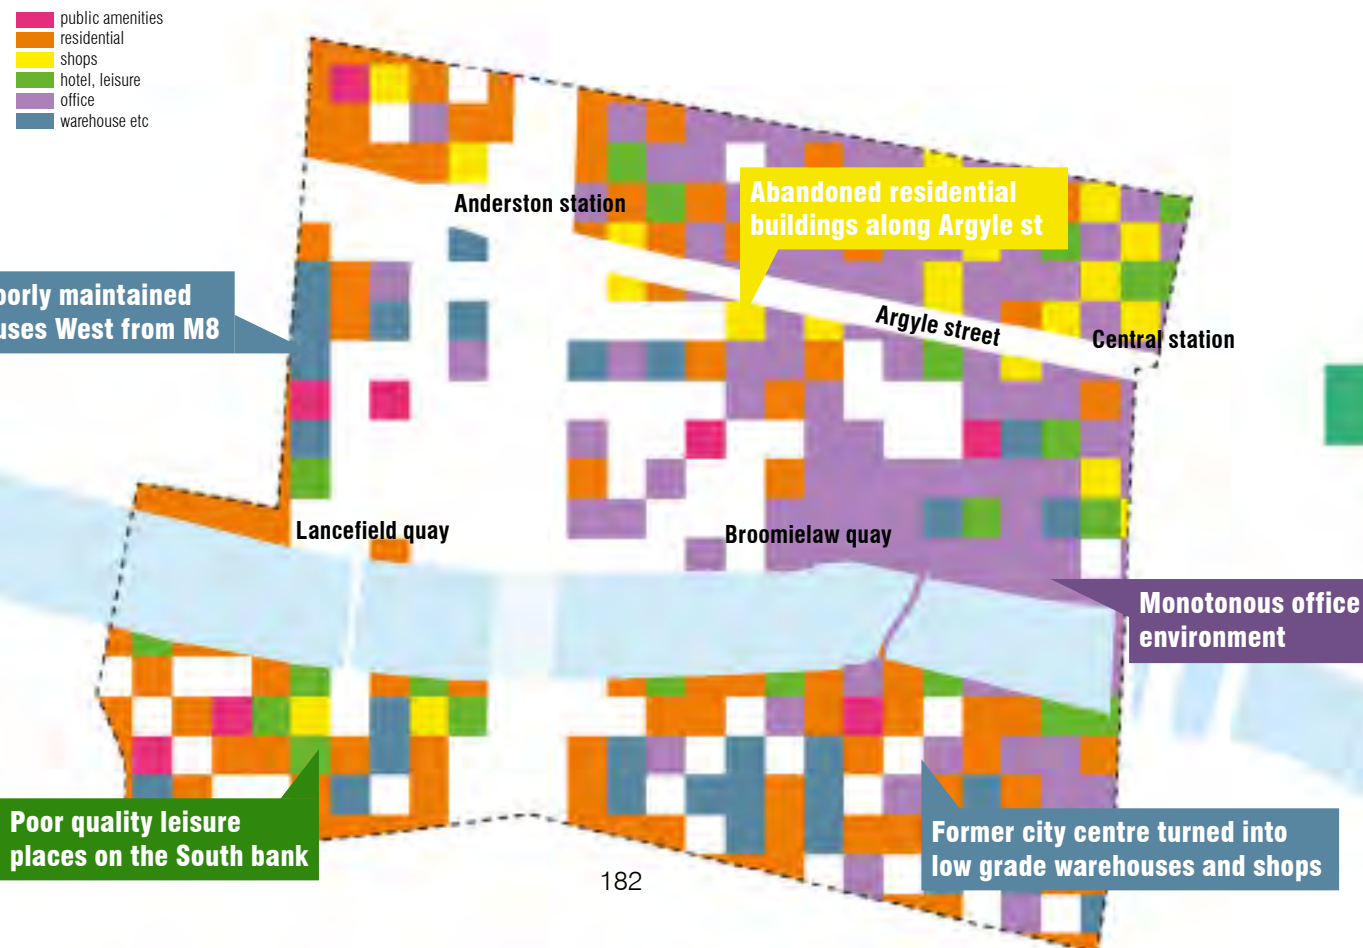 public amenities
residential
shops
hotel, leisure
office
warehouse etc
Anderston station
Abandoned residential
buildings along Argyle st
maintained
West from M8
Argyle street
Central station
Lancefield quay
Broomielaw quay
Monotonous office
environment
Poor quality leisure
places on the South bank
Former city centre turned into
low grade warehouses and shops
182